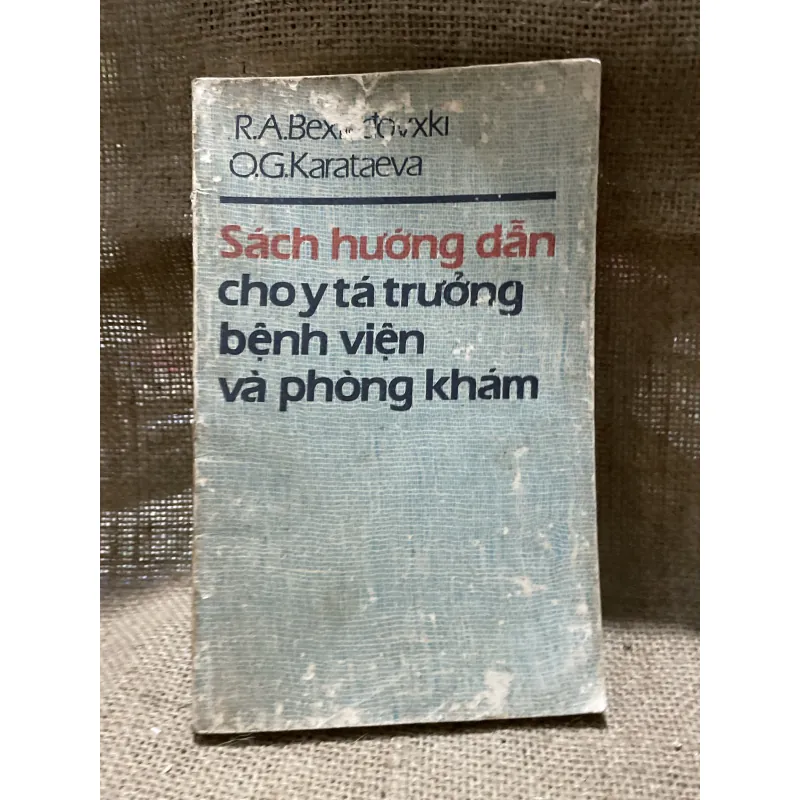 R.A.
O.G.Karataeva
Sách hướng dẫn
cho y tá trưởng
bệnh viện
và phòng khám